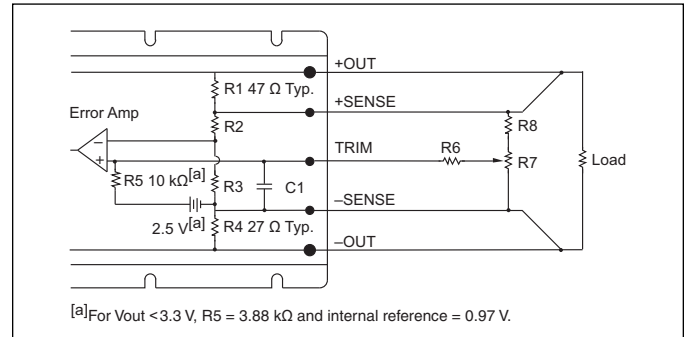 +OUT
R1 47 Ω Typ.
+SENSE
Error Amp
R2
R8
TRIM
R6
R7
Load
–
+
R5 10 kΩ[a]
R3
C1
–SENSE
2.5 V[a]
R4 27 Ω Typ.
–OUT
[a]For Vout <3.3 V, R5 = 3.88 kΩ and internal reference = 0.97 V.